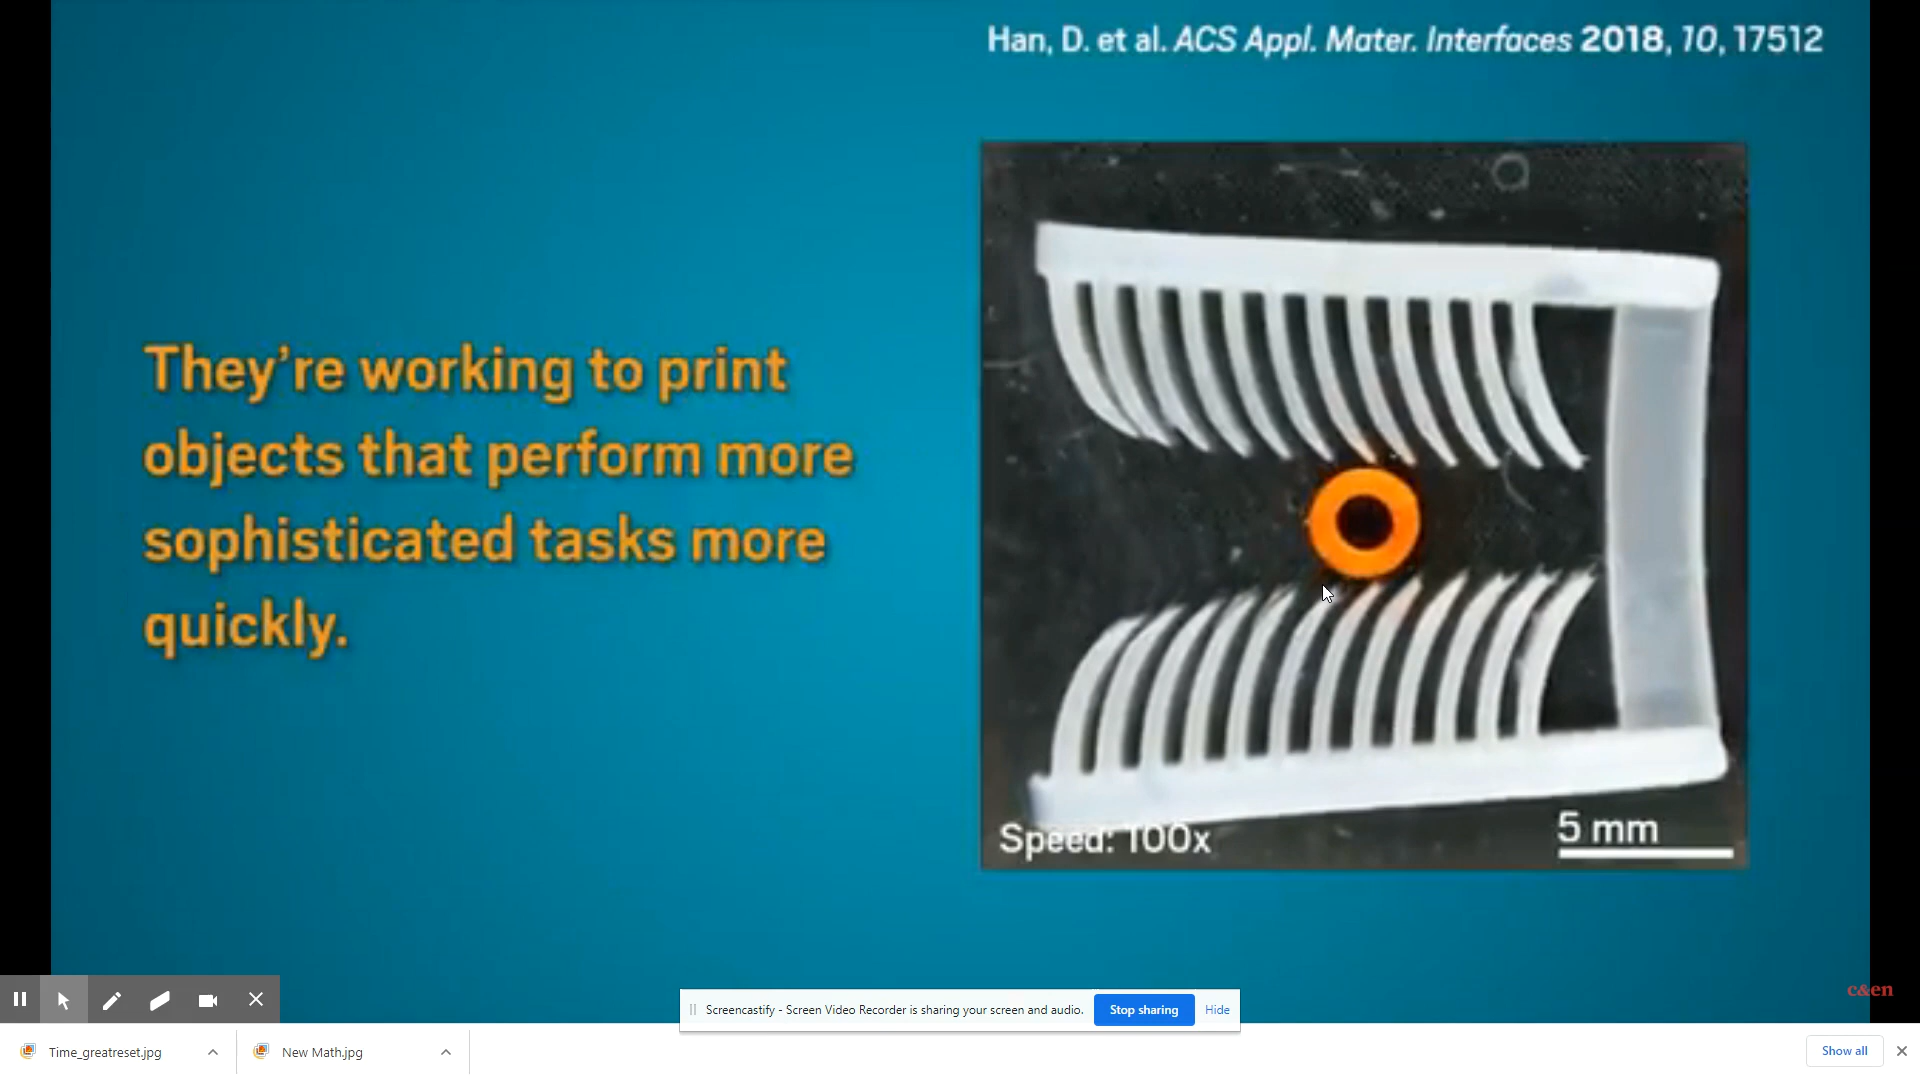 Han, D. et al. ACS Appl. Mater. Interfaces 2018, 10, 17512
They're working to print
objects that perform more
sophisticated tasks more
quickly.
Speed: 100x
5 mm
c&en
Screencastify - Screen Video Recorder is sharing your screen and audio.
Stop sharing
Hide
Time_greatreset.jpg
New Math.jpg
Show all